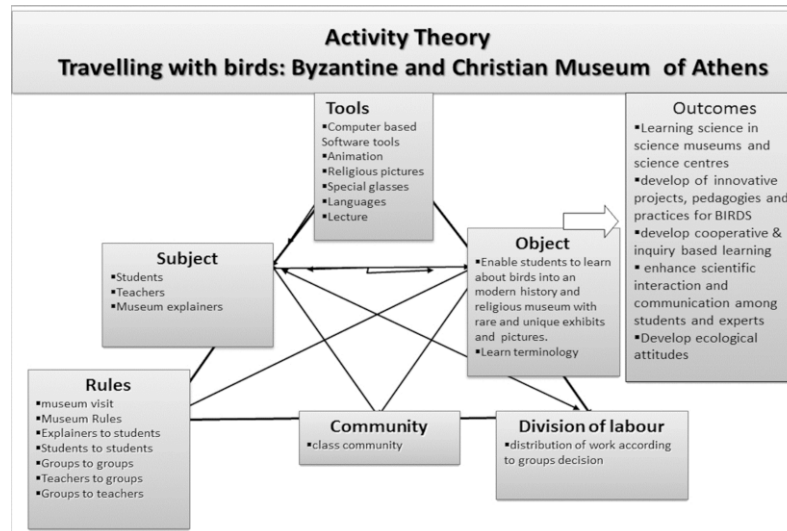 Activity Theory
Travelling with birds: Byzantine and Christian Museum of Athens
Tools
▪Computer based
Software tools
▪Animation
▪Religious pictures
▪Special glasses
▪Languages
▪Lecture
Outcomes
▪Learning science in
science museums and
science centres
▪develop of innovative
projects, pedagogies and
practices for BIRDS
▪develop cooperative &
inquiry based learning
▪ enhance scientific
interaction and
communication among
students and experts
▪Develop ecological
attitudes
Subject
▪Students
▪Teachers
▪Museum explainers
Object
▪Enable students to learn
about birds into an
modern history and
religious museum with
rare and unique exhibits
and pictures.
▪Learn terminology
Rules
▪museum visit
▪Museum Rules
▪Explainers to students
▪Students to students
▪Groups to groups
▪Teachers to groups
▪Groups to teachers
Community
▪class community
Division of labour
▪distribution of work according
to groups decision